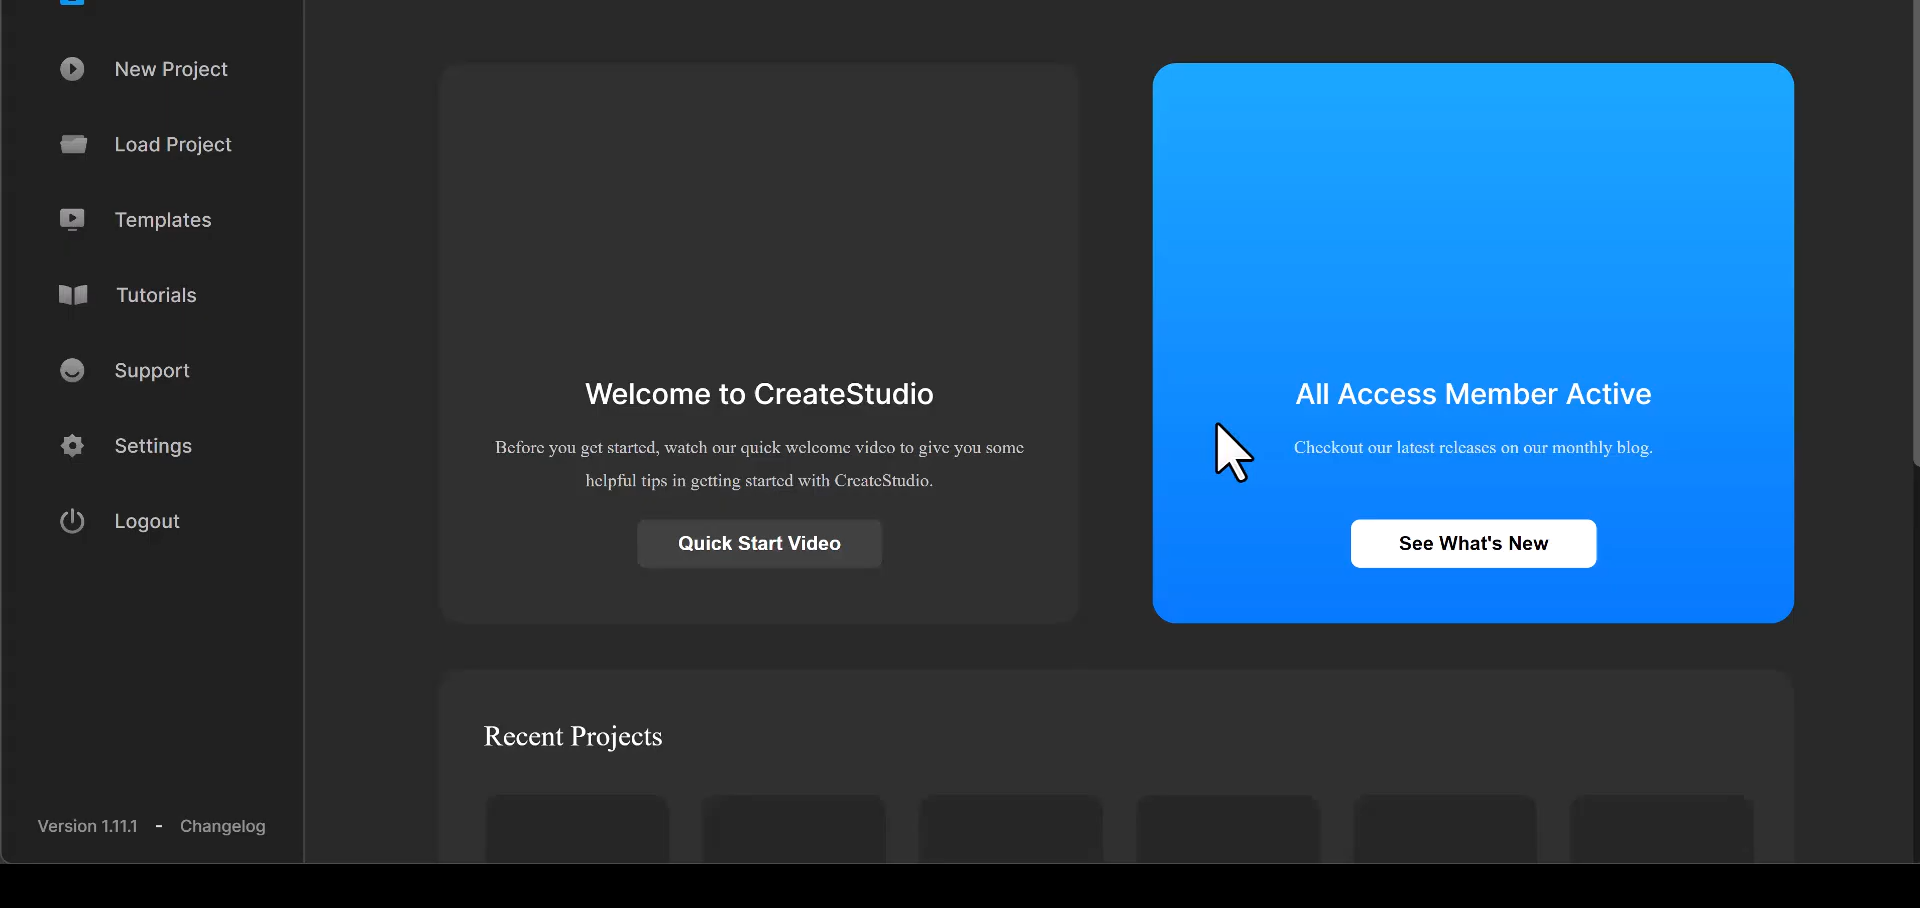 New Project
Load Project
Templates
Tutorials
Support
Settings
Logout
Version 1.11.1 - Changelog
Welcome to CreateStudio
Before you get started, watch our quick welcome video to give you some
helpful tips in getting started with CreateStudio.
Quick Start Video
All Access Member Active
Checkout our latest releases on our monthly blog.
See What's New
Recent Projects